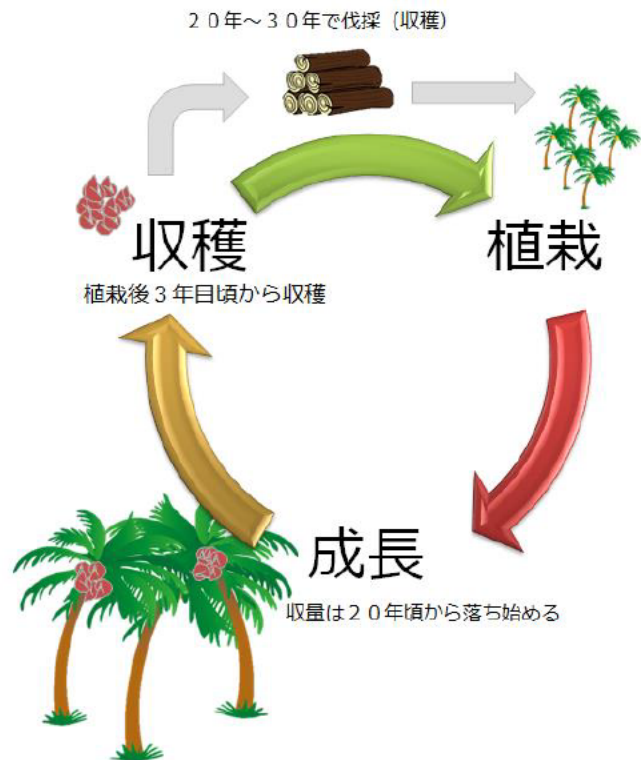 ２０年～３０年で伐採（収穫）
収穫
植栽後３年目頃から収穫
植栽
成長
収量は２０年頃から落ち始める